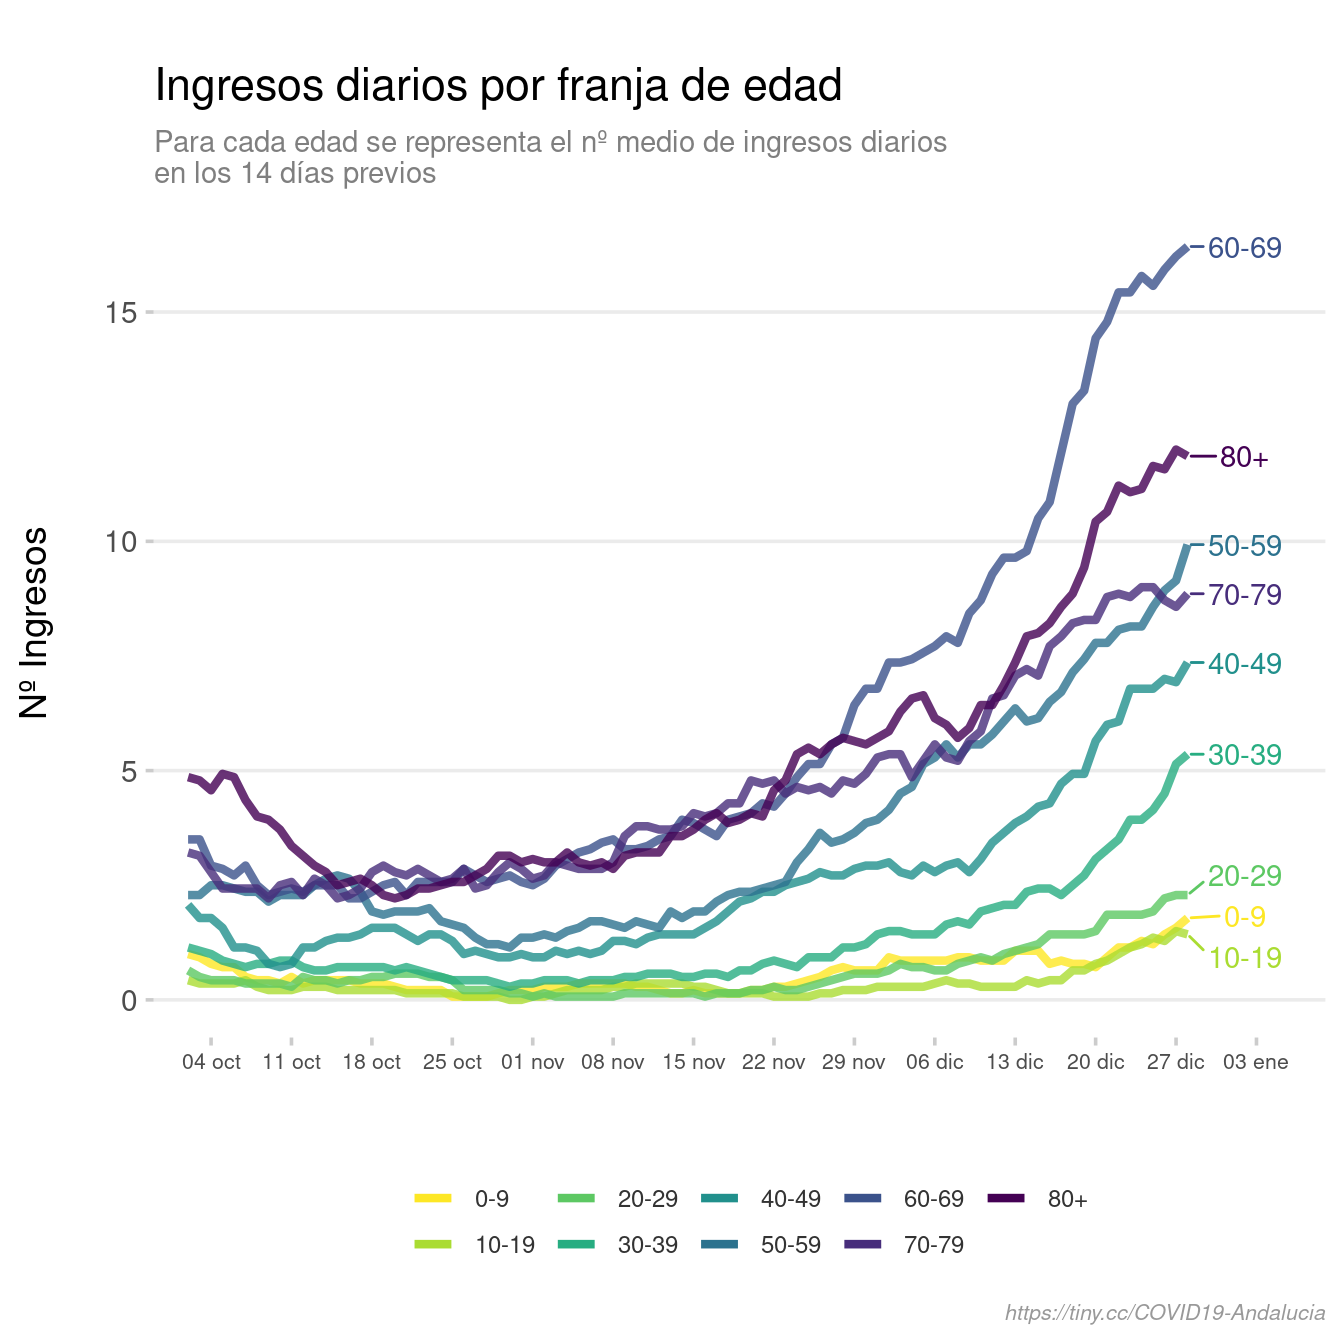 Ingresos diarios por franja de edad
Para cada edad se representa el nº medio de ingresos diarios
en los 14 días previos
Nº Ingresos
15
10
5
0
60-69
80+
50-59
70-79
40-49
30-39
20-29
0-9
10-19
04 oct 11 oct 18 oct 25 oct 01 nov 08 nov 15 nov 22 nov 29 nov 06 dic 13 dic 20 dic 27 dic 03 ene
0-9 20-29 40-49 60-69 80+
10-19 30-39 50-59 70-79
https://tiny.cc/COVID19-Andalucia